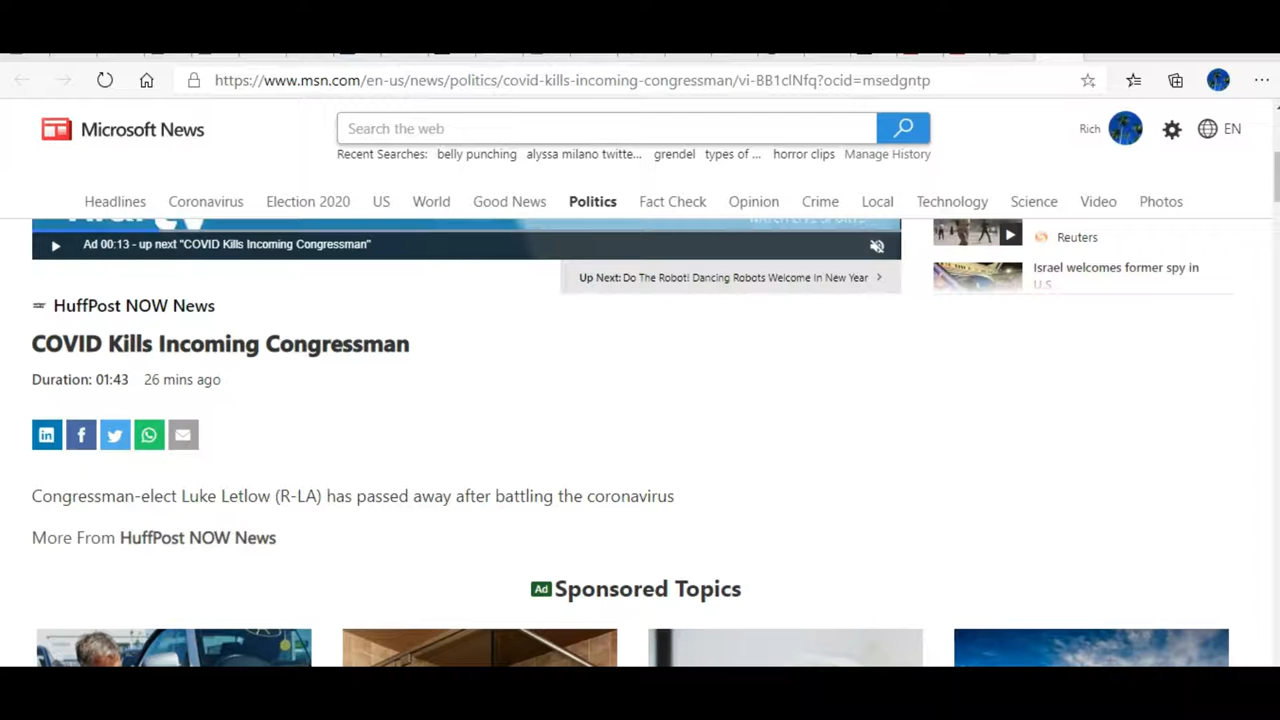 https://www.msn.com/en-us/news/politics/covid-kills-incoming-congressman/vi-BB1clNfq?ocid=msedgntp
Microsoft News
Search the web
Rich
EN
Recent Searches: belly punching alyssa milano twitte... grendel types of ... horror clips Manage History
Headlines Coronavirus Election 2020 US World Good News Politics Fact Check Opinion Crime Local Technology Science Video Photos
Ad 00:13 - up next "COVID Kills Incoming Congressman"
Reuters
Up Next: Do The Robot! Dancing Robots Welcome In New Year
Israel welcomes former spy in
U.S
HuffPost NOW News
COVID Kills Incoming Congressman
Duration: 01:43 26 mins ago
Congressman-elect Luke Letlow (R-LA) has passed away after battling the coronavirus
More From HuffPost NOW News
Ad Sponsored Topics